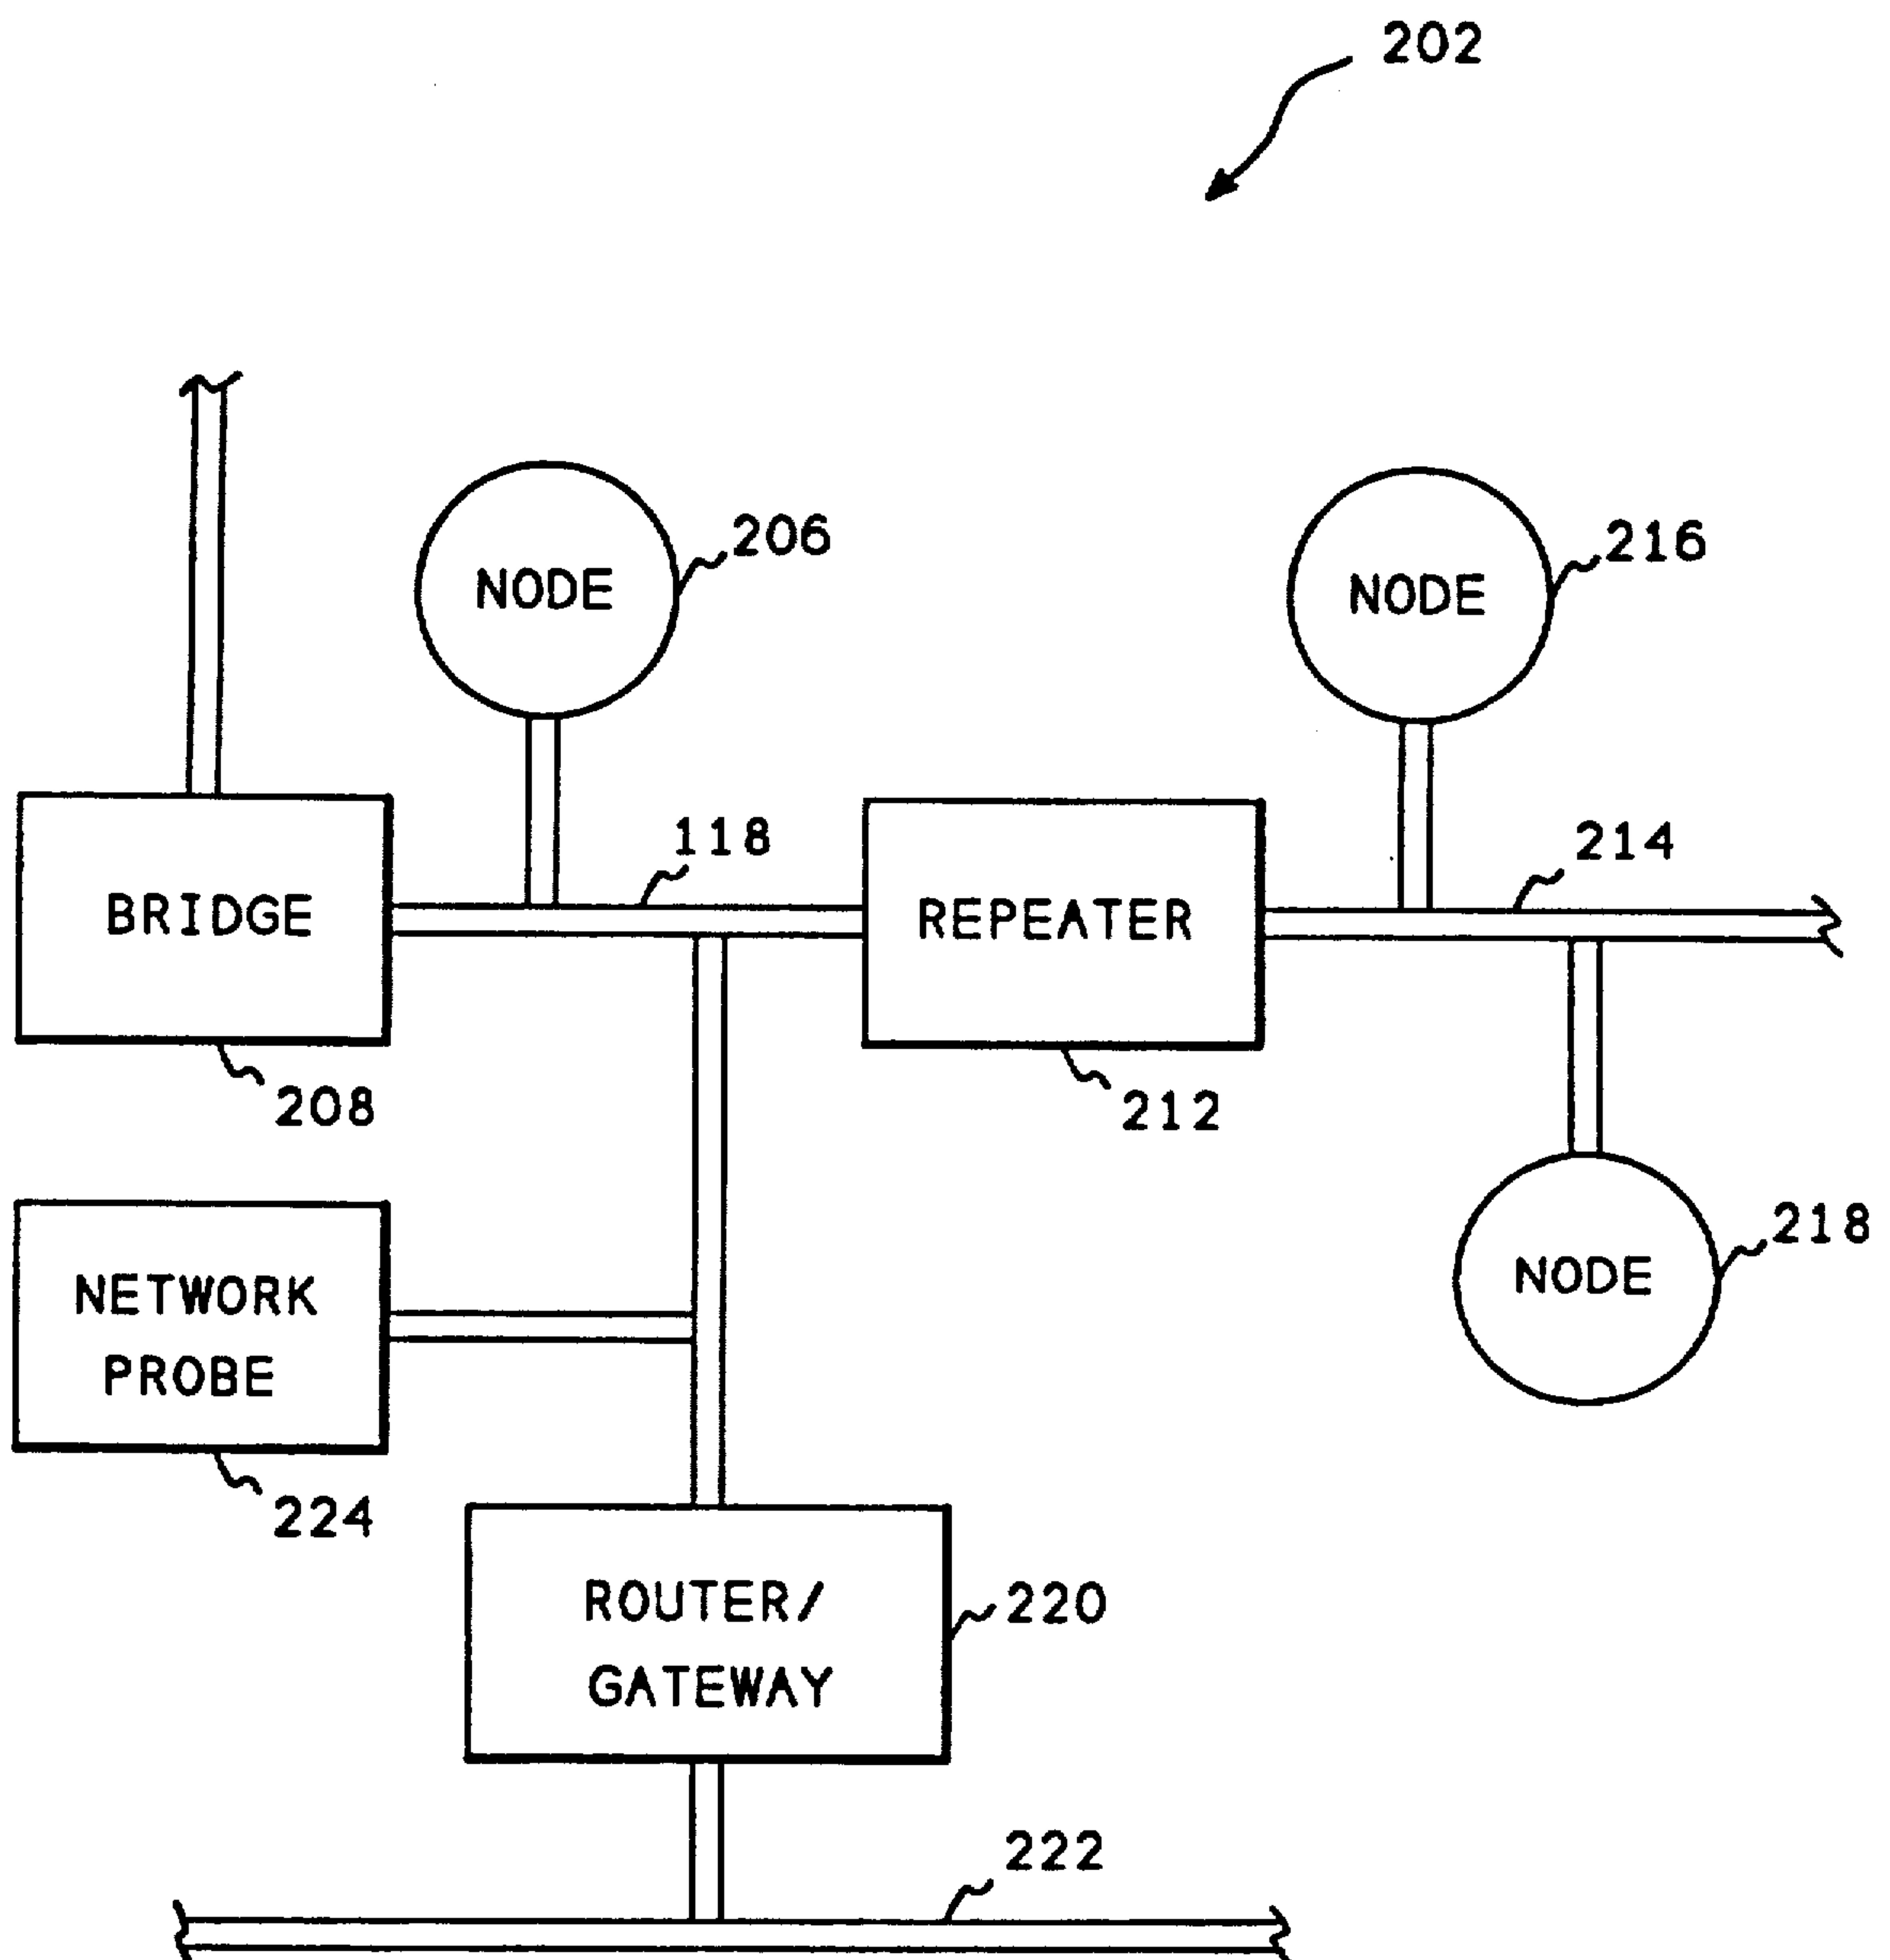 202
NODE
206
NODE
216
118
214
BRIDGE
REPEATER
208
212
NETWORK
PROBE
218
NODE
224
ROUTER/
GATEWAY
220
222